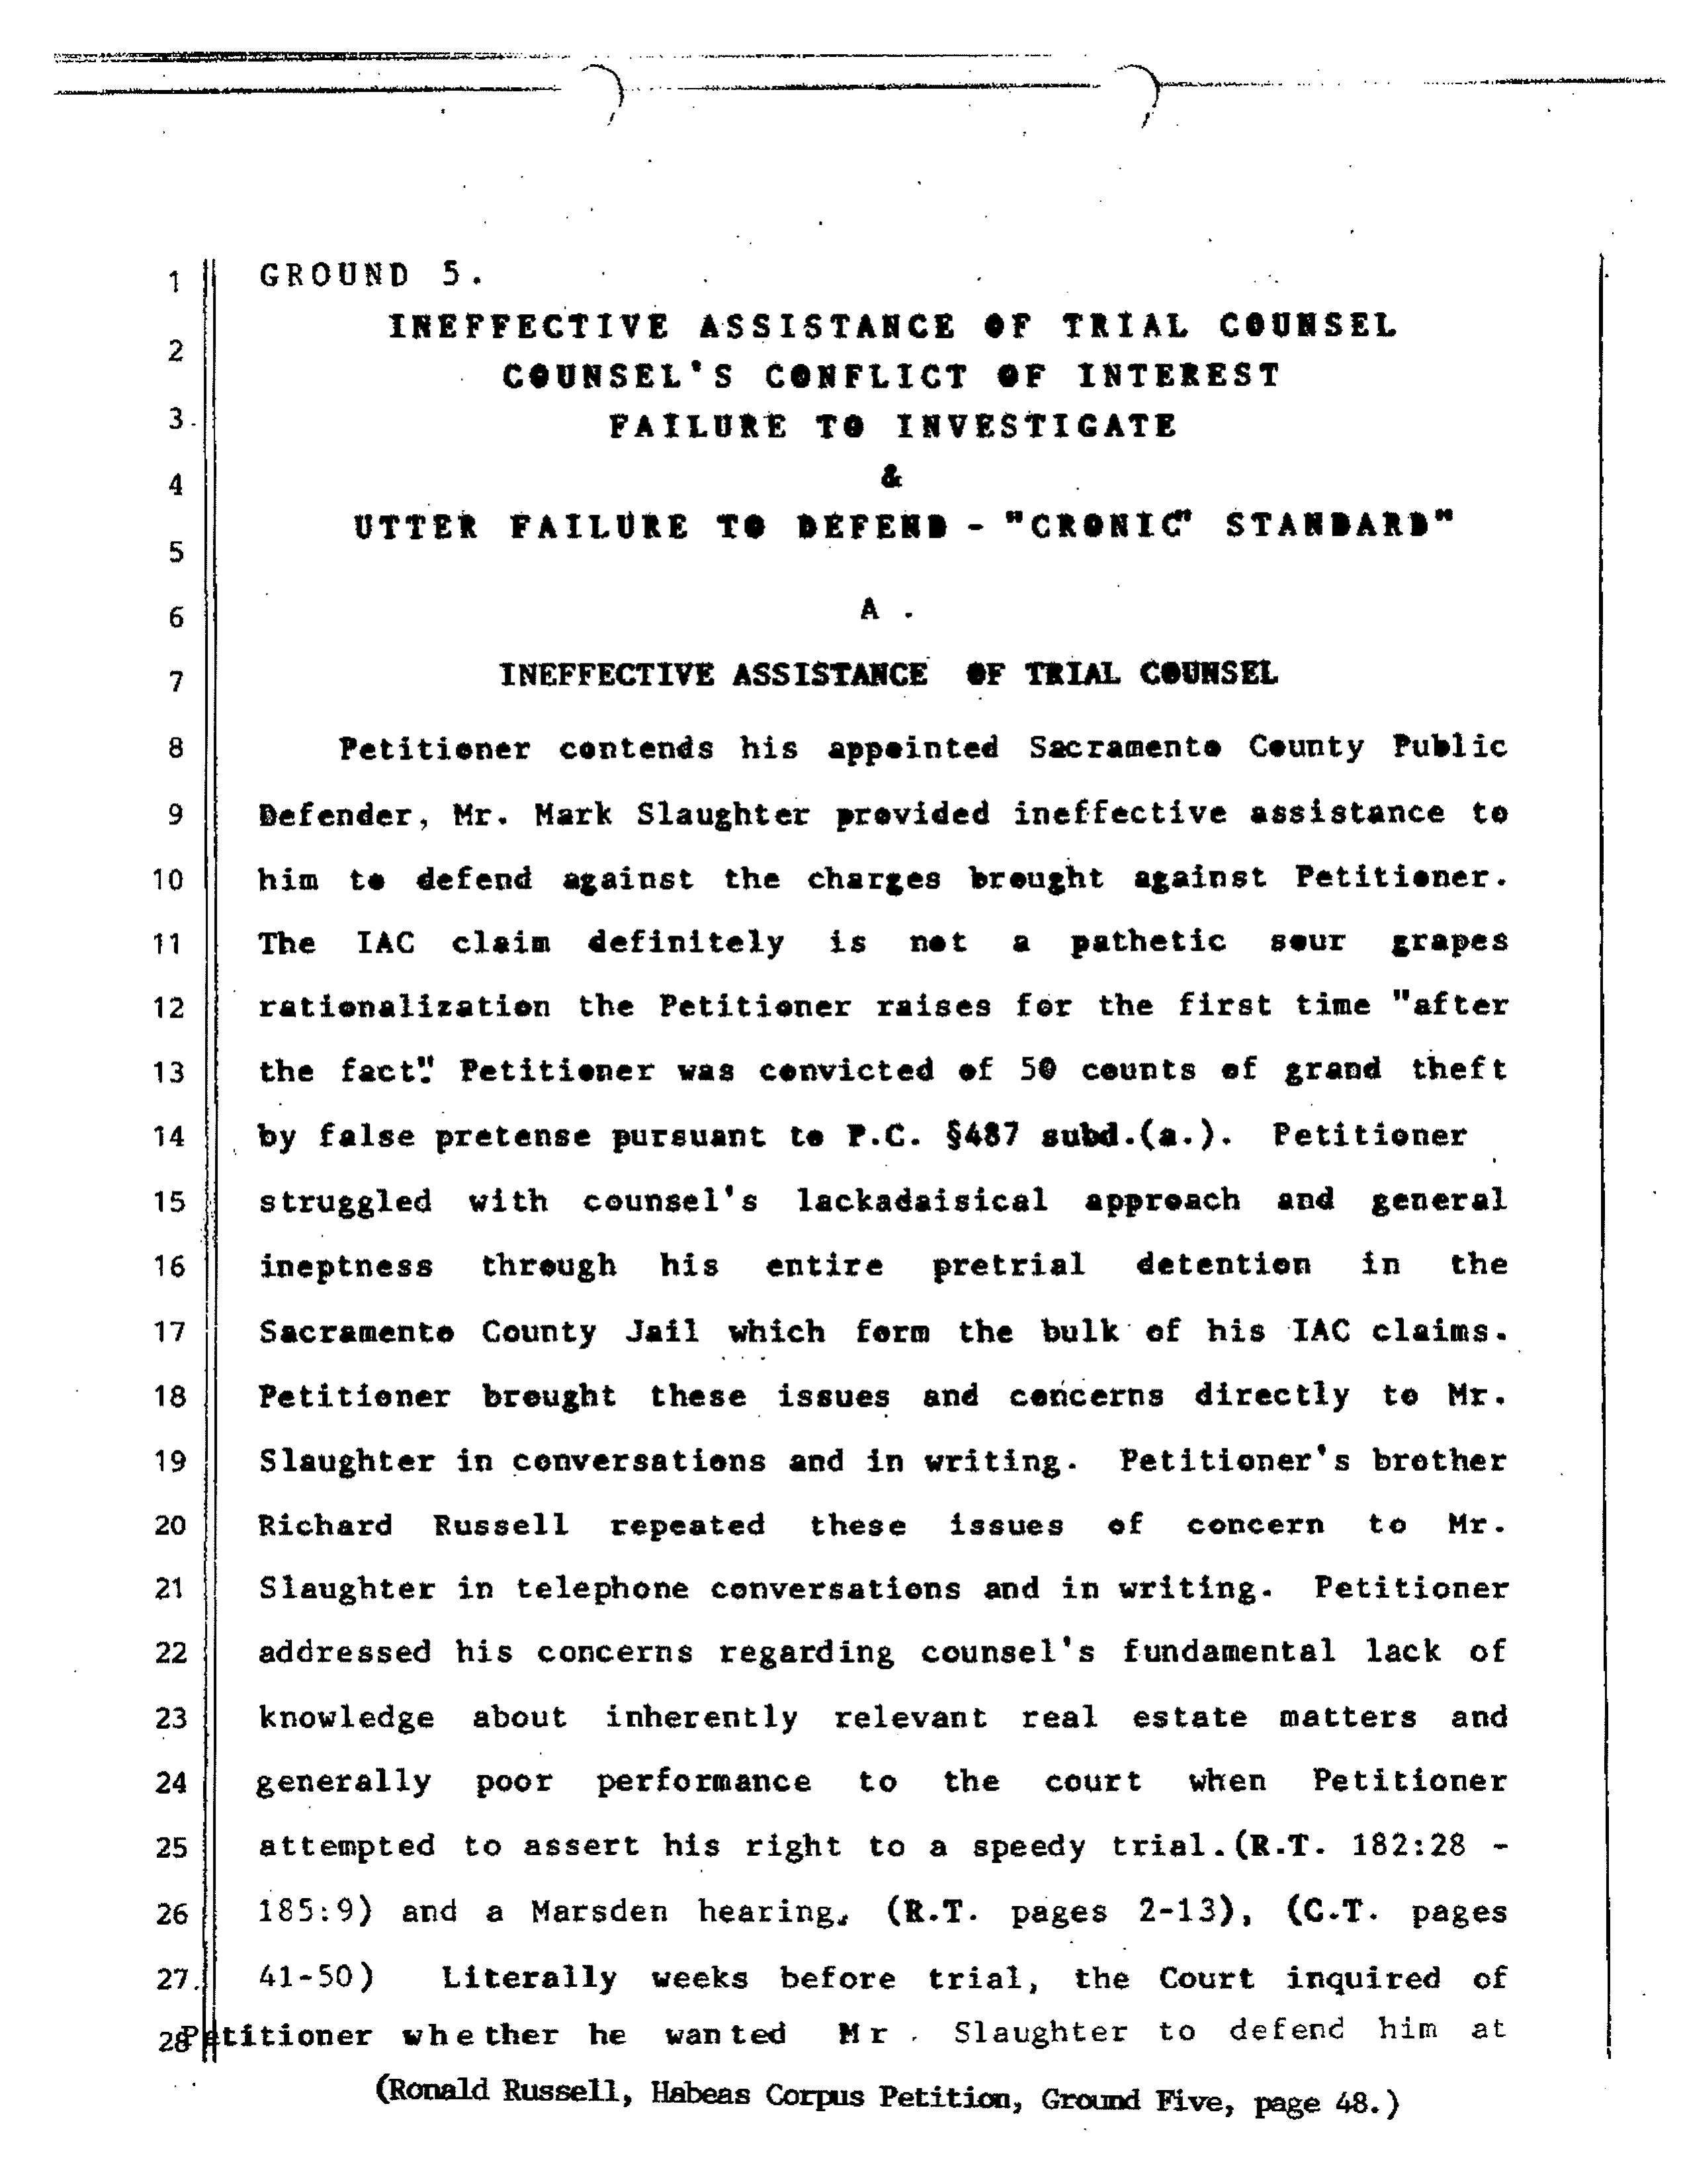 1 GROUND 5.
INEFFECTIVE ASSISTANCE OF TRIAL COUNSEL
2
COUNSEL'S CONFLICT OF INTEREST
3 FAILURE TO INVESTIGATE
4 &
UTTER FAILURE TO DEFEND - "CRONIC" STANDARD"
5
6 A .
7 INEFFECTIVE ASSISTANCE OF TRIAL COUNSEL
8 Petitioner contends his appointed Sacramento County Public
9 Defender, Mr. Mark Slaughter provided ineffective assistance to
10 him to defend against the charges brought against Petitioner.
11 The IAC claim definitely is not a pathetic sour grapes
12 rationalization the Petitioner raises for the first time "after
13 the fact". Petitioner was convicted of 50 counts of grand theft
14 by false pretense pursuant to P.C. §487 subd.(a.). Petitioner
15 struggled with counsel's lackadaisical approach and general
16 ineptness through his entire pretrial detention in the
17 Sacramento County Jail which form the bulk of his IAC claims.
18 Petitioner brought these issues and concerns directly to Mr.
19 Slaughter in conversations and in writing. Petitioner's brother
20 Richard Russell repeated these issues of concern to Mr.
21 Slaughter in telephone conversations and in writing. Petitioner
22 addressed his concerns regarding counsel's fundamental lack of
23 knowledge about inherently relevant real estate matters and
24 generally poor performance to the court when Petitioner
25 attempted to assert his right to a speedy trial.(R.T. 182:28 -
26 185:9) and a Marsden hearing, (R.T. pages 2-13), (C.T. pages
27 41-50) Literally weeks before trial, the Court inquired of
28 Petitioner whether he wanted Mr. Slaughter to defend him at
(Ronald Russell, Habeas Corpus Petition, Ground Five, page 48.)